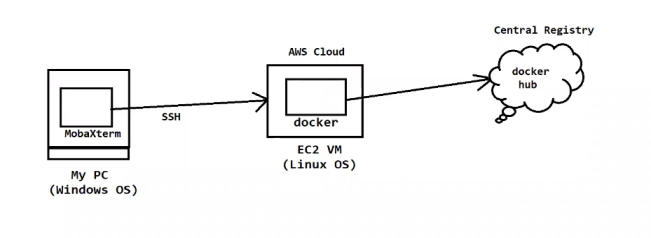 Central Registry
AWS Cloud
docker
hub
MobaXterm
SSH
docker
EC2 VM
(Linux OS)
My PC
(Windows OS)